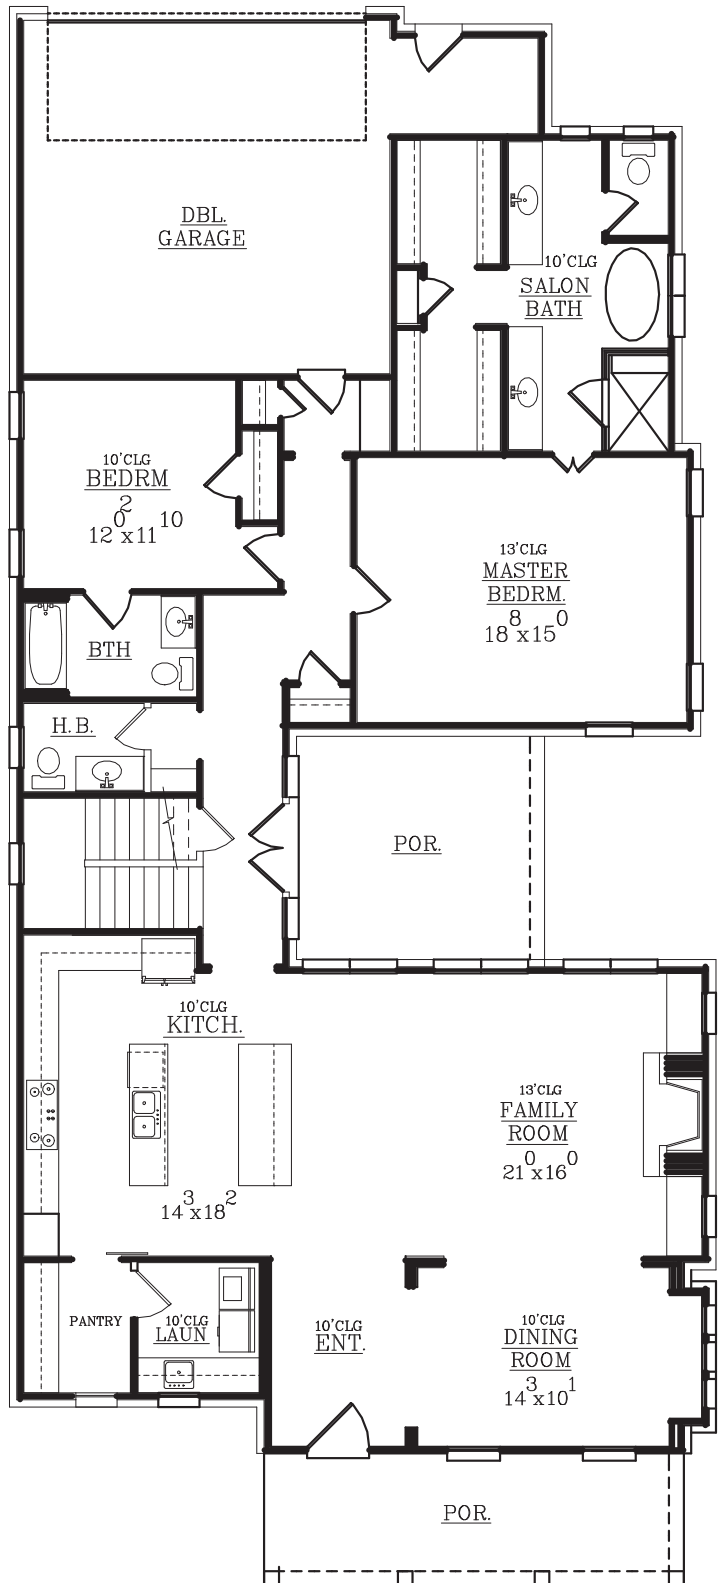 DBL.
GARAGE
10'CLG
SALON
BATH
10'CLG
BEDRM
2
0 10
12 x11
13'CLG
MASTER
BEDRM.
8 0
18 x15
BTH
H.B.
POR.
10'CLG
KITCH.
13'CLG
FAMILY
ROOM
0 0
21 x16
3 2
14 x18
PANTRY
10'CLG
LAUN
10'CLG
ENT.
10'CLG
DINING
ROOM
3 1
14 x10
POR.